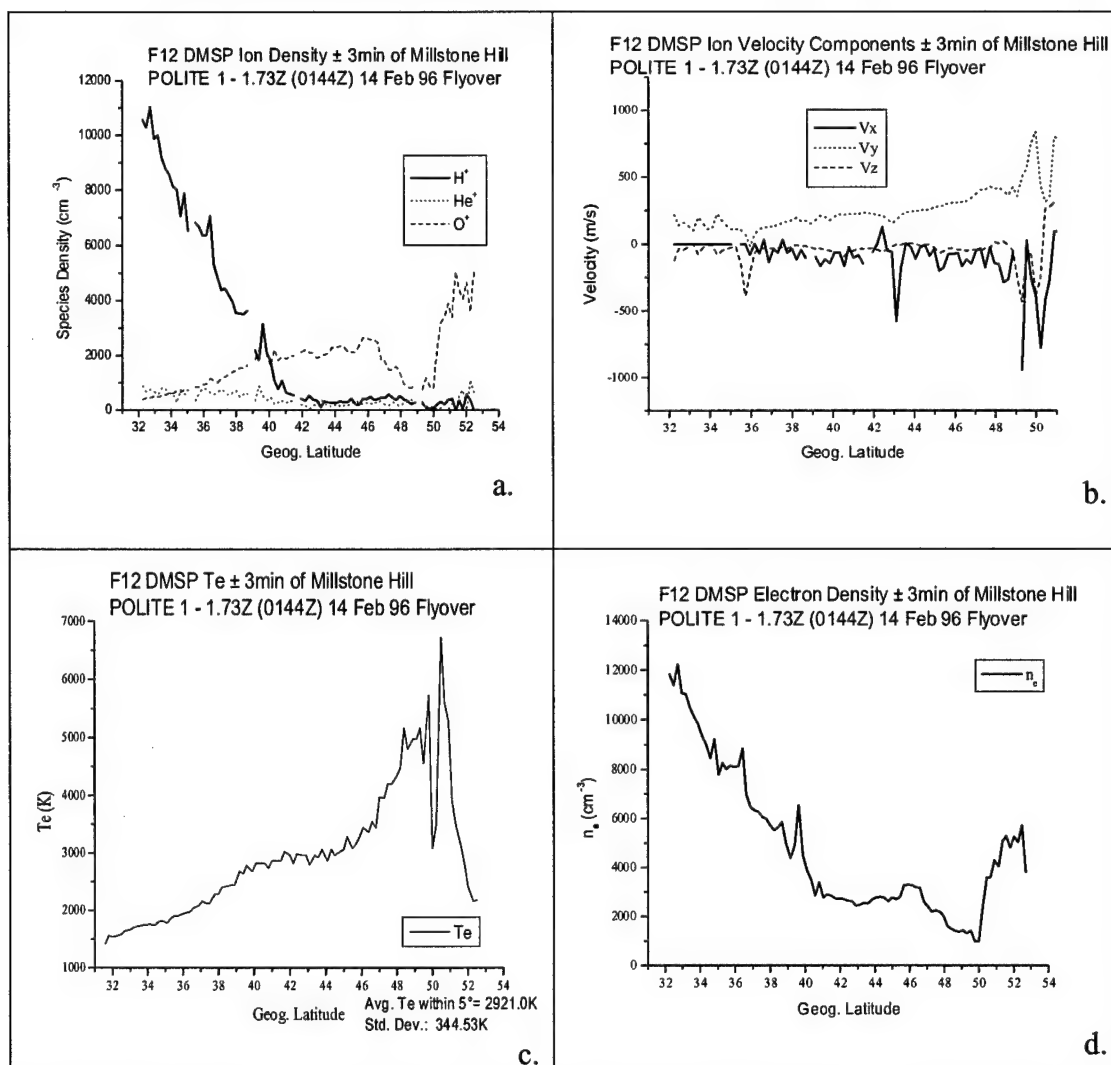 F12 DMSP Ion Density ± 3min of Millstone Hill
POLITE 1 - 1.73Z (0144Z) 14 Feb 96 Flyover
12000
10000
8000
6000
4000
2000
0
Species Density (cm⁻³)
H⁺
He⁺
O⁺
32 34 36 38 40 42 44 46 48 50 52 54
Geog. Latitude
a.
F12 DMSP Ion Velocity Components ± 3min of Millstone Hill
POLITE 1 - 1.73Z (0144Z) 14 Feb 96 Flyover
1000
500
0
-500
-1000
Velocity (m/s)
Vx
Vy
Vz
32 34 36 38 40 42 44 46 48 50
Geog. Latitude
b.
F12 DMSP Te ± 3min of Millstone Hill
POLITE 1 - 1.73Z (0144Z) 14 Feb 96 Flyover
7000
6000
5000
4000
3000
2000
1000
Te (K)
Te
32 34 36 38 40 42 44 46 48 50 52 54
Geog. Latitude
Avg. Te within 5°= 2921.0K
Std. Dev.: 344.53K
c.
F12 DMSP Electron Density ± 3min of Millstone Hill
POLITE 1 - 1.73Z (0144Z) 14 Feb 96 Flyover
14000
12000
10000
8000
6000
4000
2000
0
nₑ (cm⁻³)
nₑ
32 34 36 38 40 42 44 46 48 50 52 54
Geog. Latitude
d.